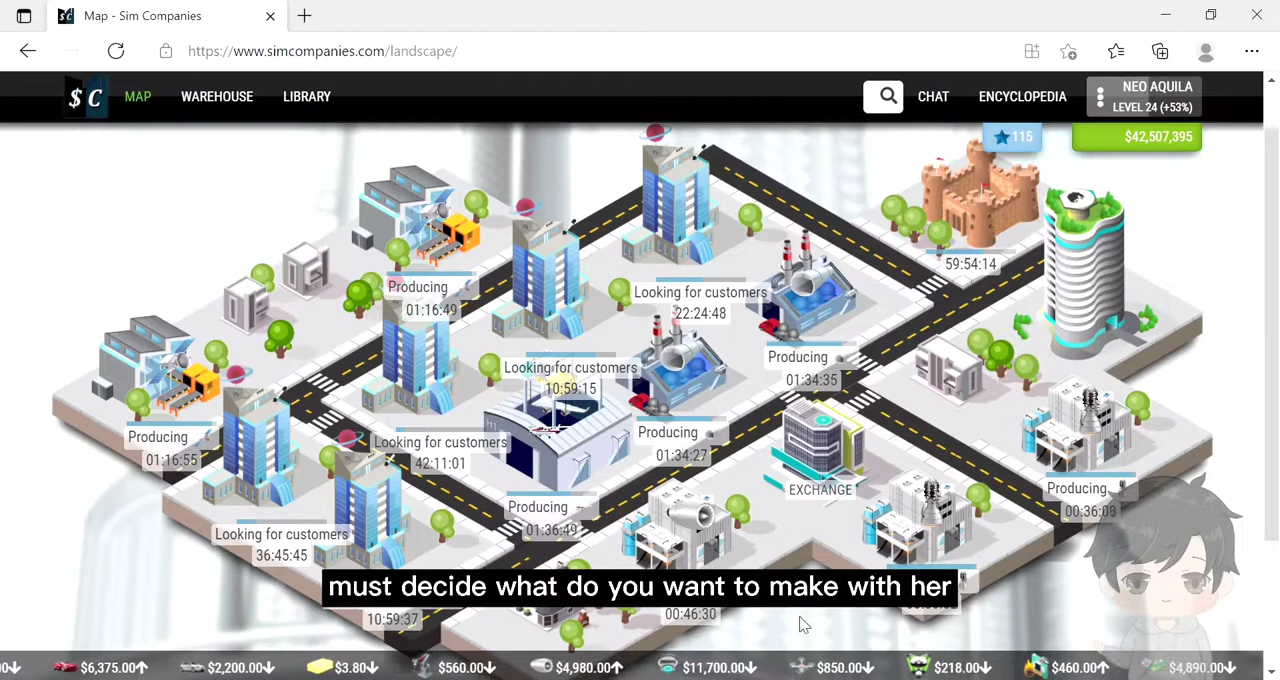 Map - Sim Companies
https://www.simcompanies.com/landscape/
$C MAP WAREHOUSE LIBRARY CHAT ENCYCLOPEDIA NEO AQUILA
LEVEL 24 (+53%)
115 $42,507,395
59:54:14
Producing
01:16:49
Looking for customers
22:24:48
Producing
01:34:35
Looking for customers
10:59:15
Producing
01:16:55
Looking for customers
42:11:01
Producing
01:34:27
EXCHANGE
Producing
00:36:08
Producing
01:36:49
Looking for customers
36:45:45
must decide what do you want to make with her
10:59:37
00:46:30
$6,375.00↑ $2,200.00↓ $3.80↓ $560.00↓ $4,980.00↑ $11,700.00↓ $850.00↓ $218.00↓ $460.00↑ $4,890.00↓